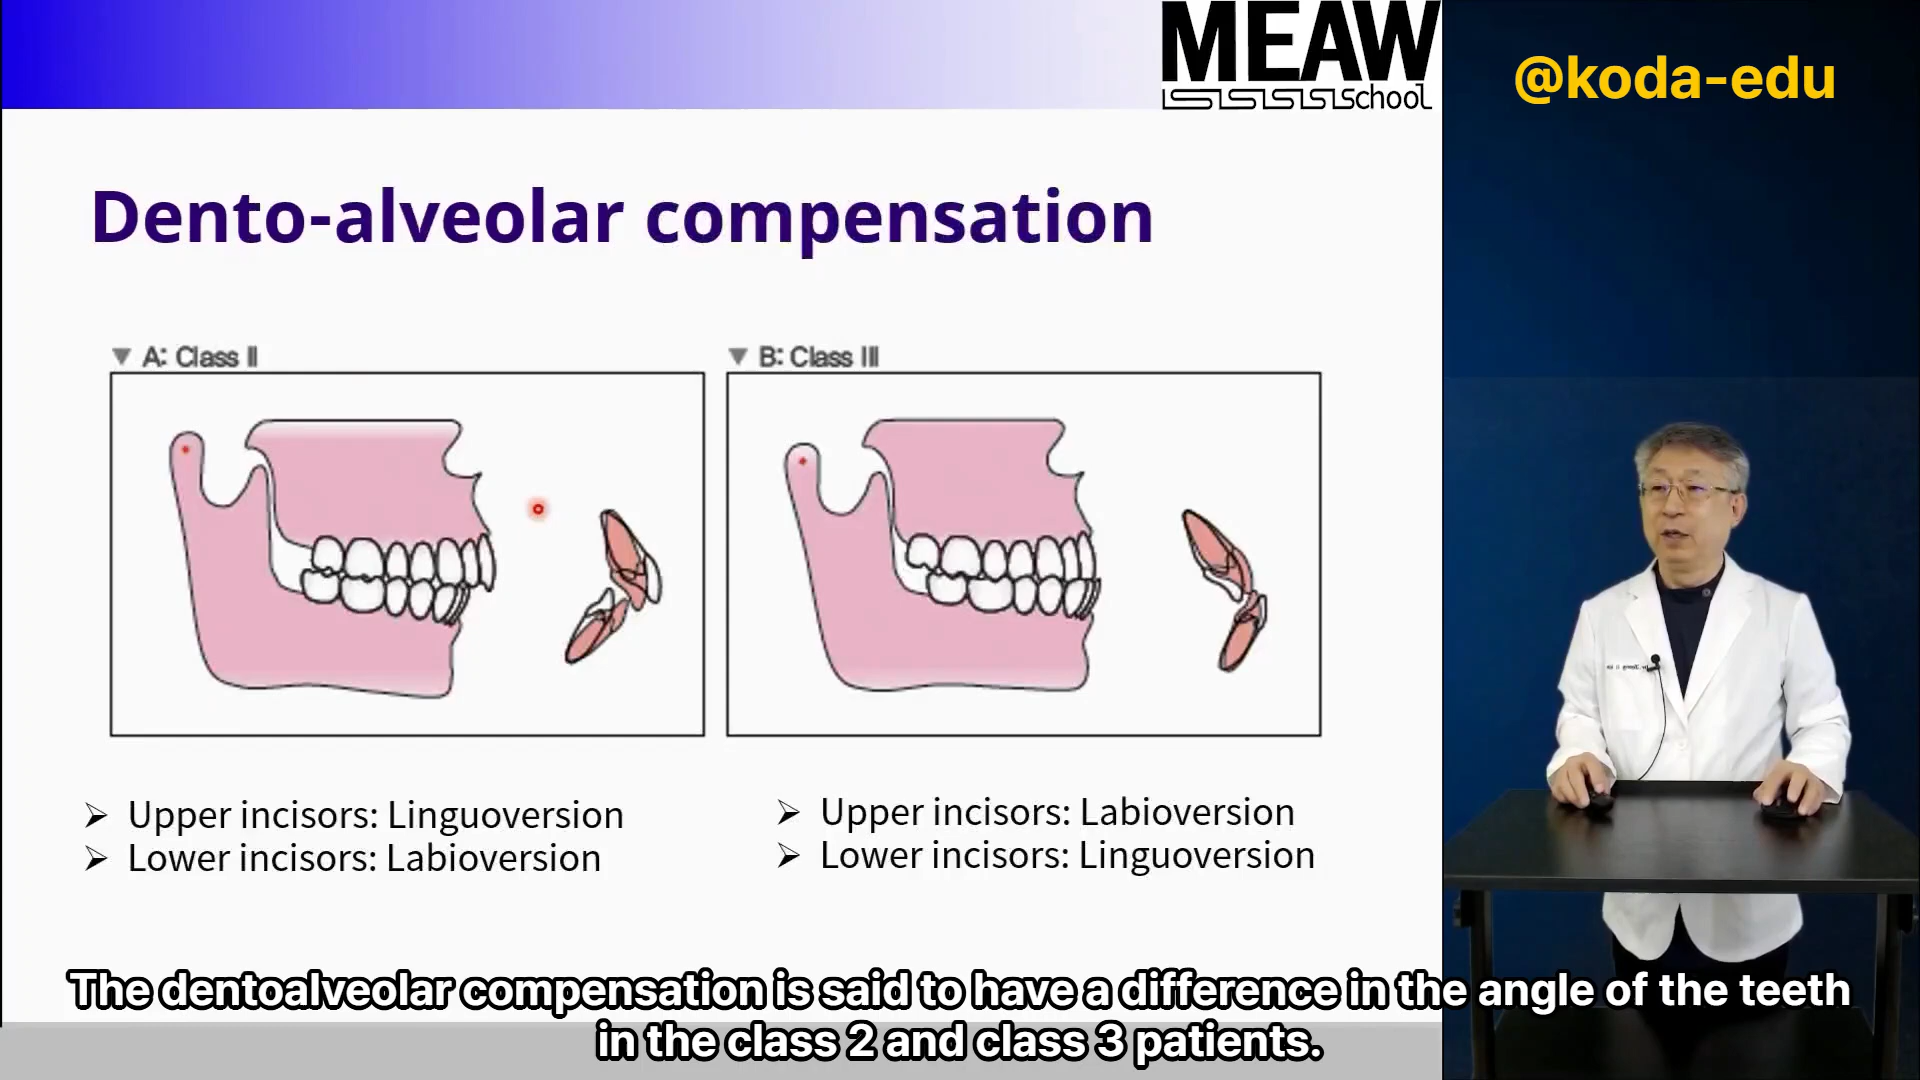 MEAW
school
@koda-edu
Dento-alveolar compensation
A: Class II
B: Class III
Upper incisors: Linguoversion
Lower incisors: Labioversion
Upper incisors: Labioversion
Lower incisors: Linguoversion
The dentoalveolar compensation is said to have a difference in the angle of the teeth
in the class 2 and class 3 patients.